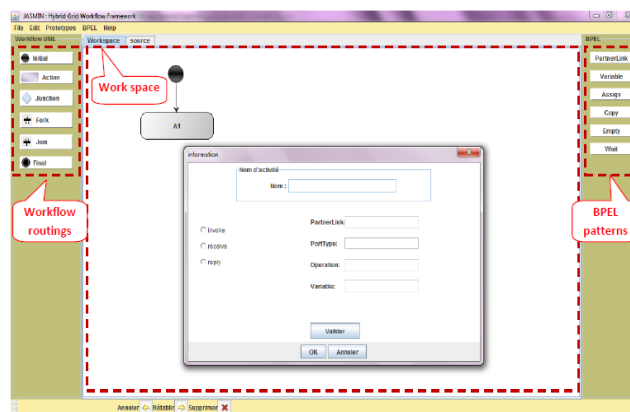 JASMIN : Hybrid Grid Workflow Framework
File Edit Prototypes BPEL Help
Workflow UML
Workspace source
BPEL
Initial
Action
Junction
Fork
Join
Final
Workflow routings
Work space
A1
PartnerLink
Variable
Assign
Copy
Empty
Wait
BPEL patterns
information
Nom d'activité
Nom :
invoke
receive
reply
PartnerLink:
PortType:
Operation:
Variable:
Valider
OK Annuler
Annuler Rétablir Supprimer